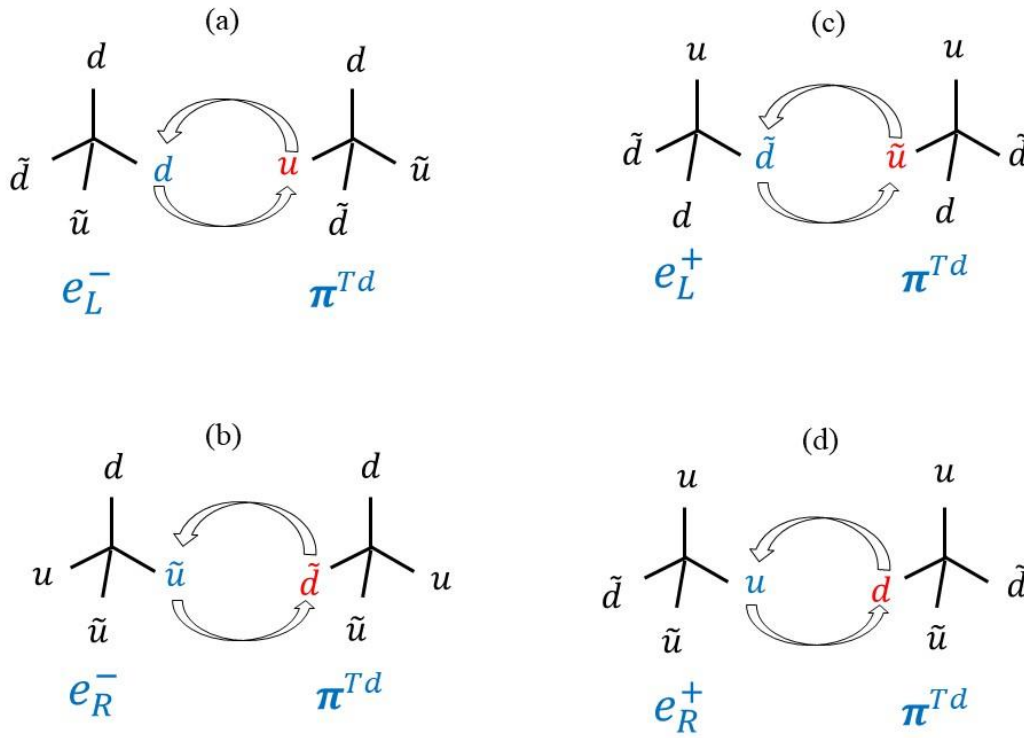 (a)
d
d
d̃
d
u
ũ
ũ
d̃
e_L^-
π^{Td}
(c)
u
u
d̃
d̃
ũ
d̃
d
d
e_L^+
π^{Td}
(b)
d
d
u
ũ
d̃
u
ũ
ũ
e_R^-
π^{Td}
(d)
u
u
d̃
u
d
d̃
ũ
ũ
e_R^+
π^{Td}